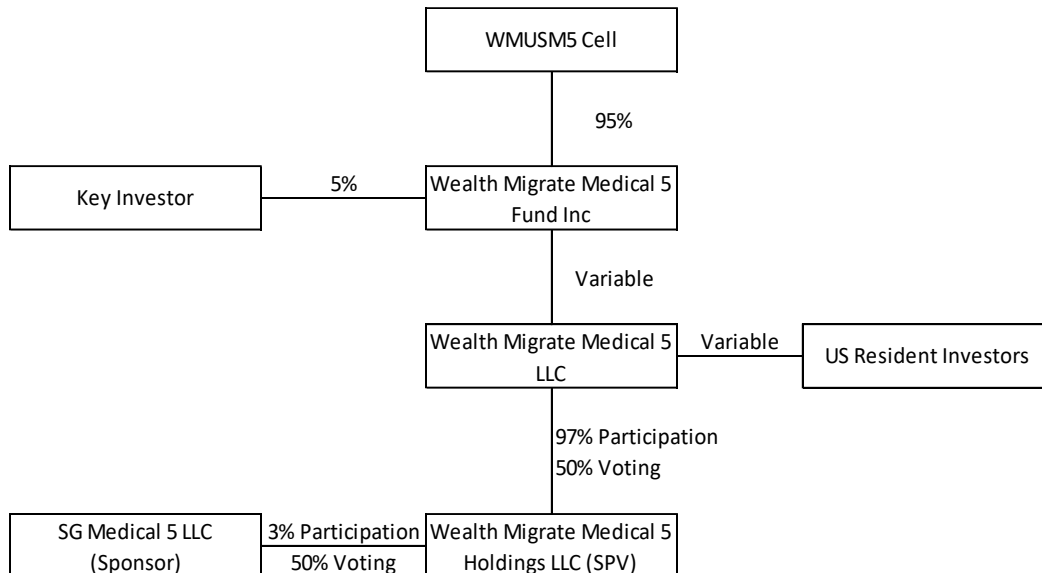 WMUSM5 Cell
95%
Key Investor
5%
Wealth Migrate Medical 5
Fund Inc
Variable
Wealth Migrate Medical 5
LLC
Variable
US Resident Investors
97% Participation
50% Voting
SG Medical 5 LLC
(Sponsor)
3% Participation
50% Voting
Wealth Migrate Medical 5
Holdings LLC (SPV)